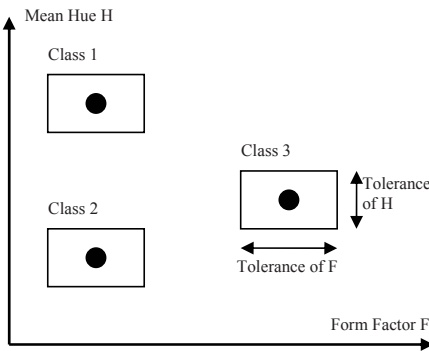 Mean Hue H
Class 1
Class 3
Tolerance
of H
Class 2
Tolerance of F
Form Factor F